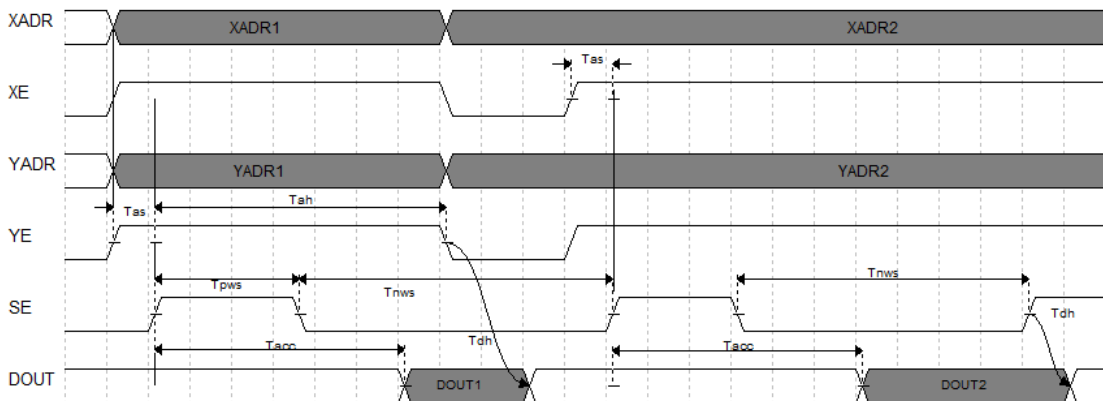 XADR XADR1 XADR2
Tas
XE
YADR YADR1 YADR2
Tas Tah
YE
Tpws Tnws Tnws
SE
Tacc Tdh Tacc Tdh
DOUT DOUT1 DOUT2